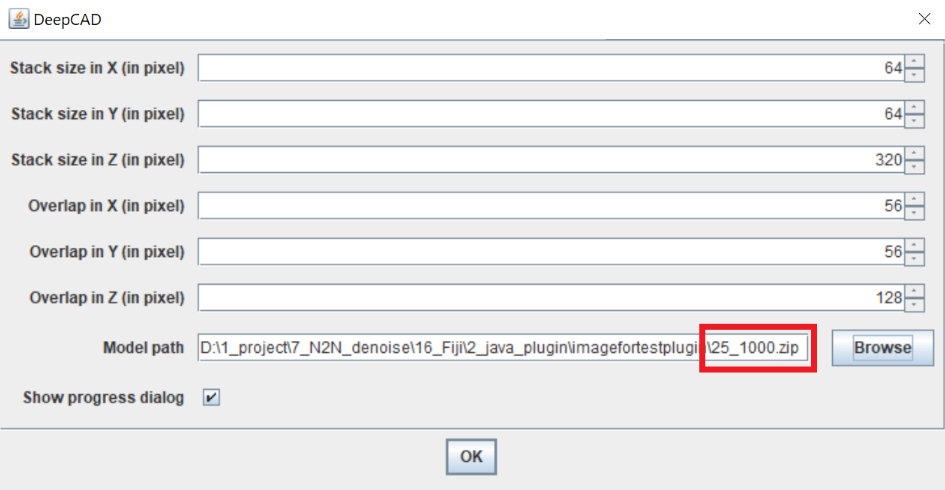 DeepCAD
Stack size in X (in pixel) 64
Stack size in Y (in pixel) 64
Stack size in Z (in pixel) 320
Overlap in X (in pixel) 56
Overlap in Y (in pixel) 56
Overlap in Z (in pixel) 128
Model path D:\1_project\7_N2N_denoise\16_Fiji\2_java_plugin\imagefortestplugin\25_1000.zip Browse
Show progress dialog
OK